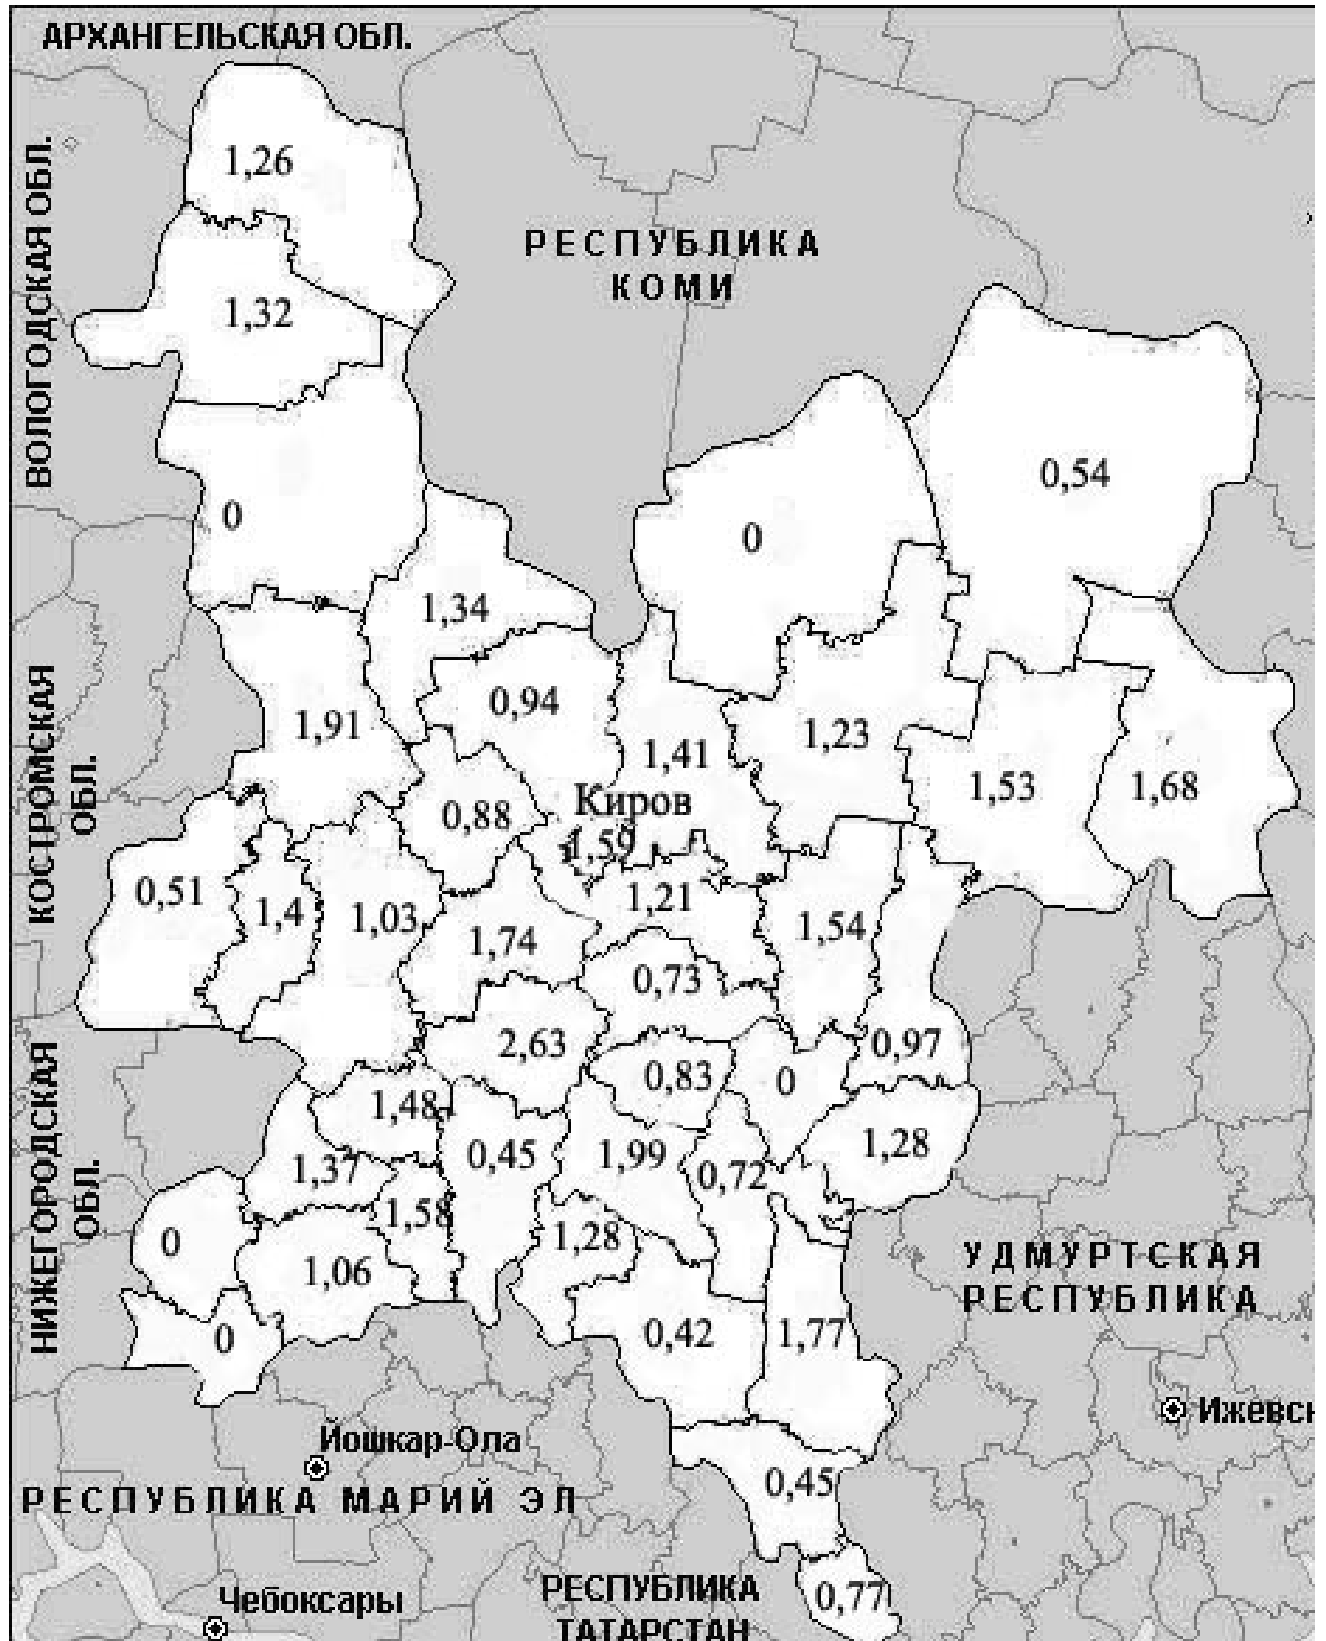 АРХАНГЕЛЬСКАЯ ОБЛ.
ВОЛОГОДСКАЯ ОБЛ.
1,26
РЕСПУБЛИКА
КОМИ
1,32
0,54
0
0
1,34
КОСТРОМСКАЯ
ОБЛ.
0,94
1,91
1,23
1,41
1,53
1,68
Киров
0,88
1,59
0,51
1,4
1,03
1,21
1,54
1,74
0,73
2,63
0,97
НИЖЕГОРОДСКАЯ
ОБЛ.
0,83
0
1,48
1,28
0,45
1,99
1,37
0,72
1,58
0
1,28
УДМУРТСКАЯ
РЕСПУБЛИКА
1,06
0
0,42
1,77
Ижевск
Йошкар-Ола
0,45
РЕСПУБЛИКА МАРИЙ ЭЛ
Чебоксары
РЕСПУБЛИКА
ТАТАРСТАН
0,77